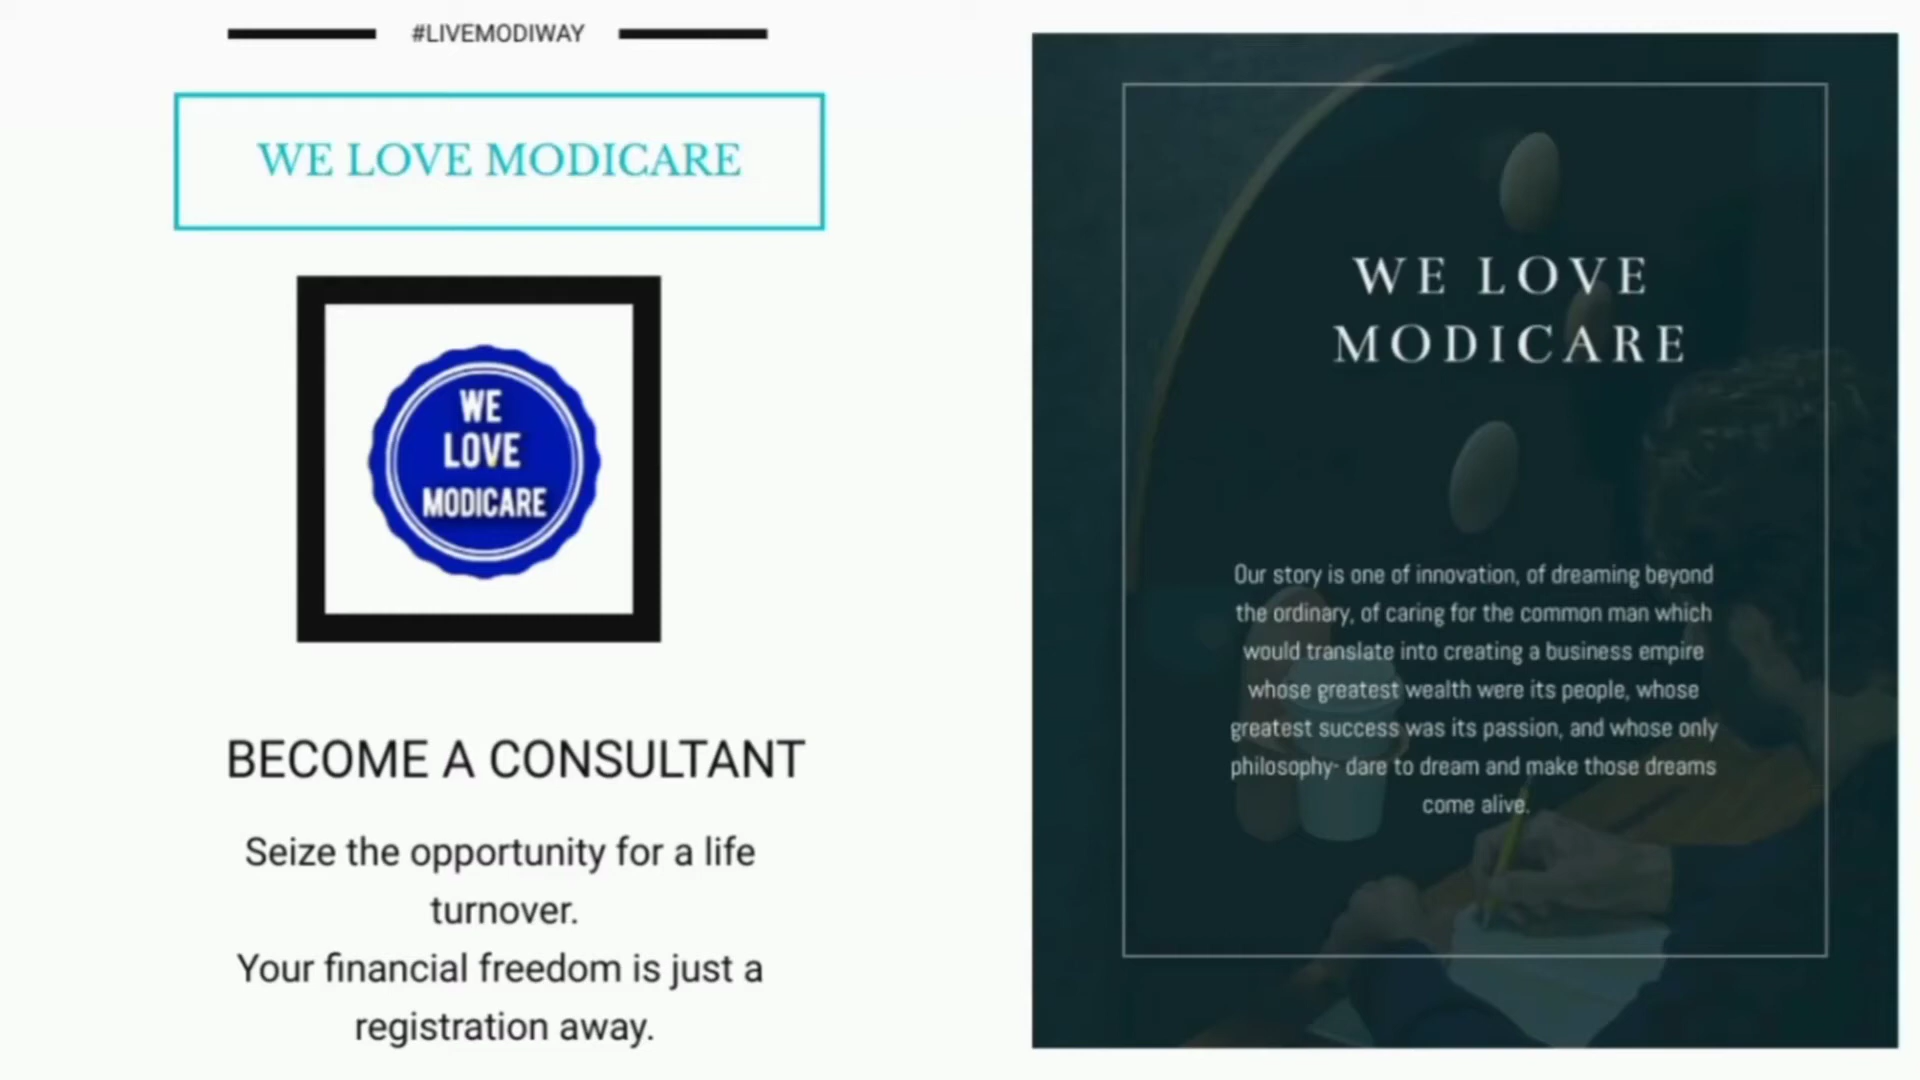 #LIVEMODIWAY
WE LOVE MODICARE
WE
LOVE
MODICARE
BECOME A CONSULTANT
Seize the opportunity for a life
turnover.
Your financial freedom is just a
registration away.
WE LOVE
MODICARE
Our story is one of innovation, of dreaming beyond
the ordinary, of caring for the common man which
would translate into creating a business empire
whose greatest wealth were its people, whose
greatest success was its passion, and whose only
philosophy- dare to dream and make those dreams
come alive.